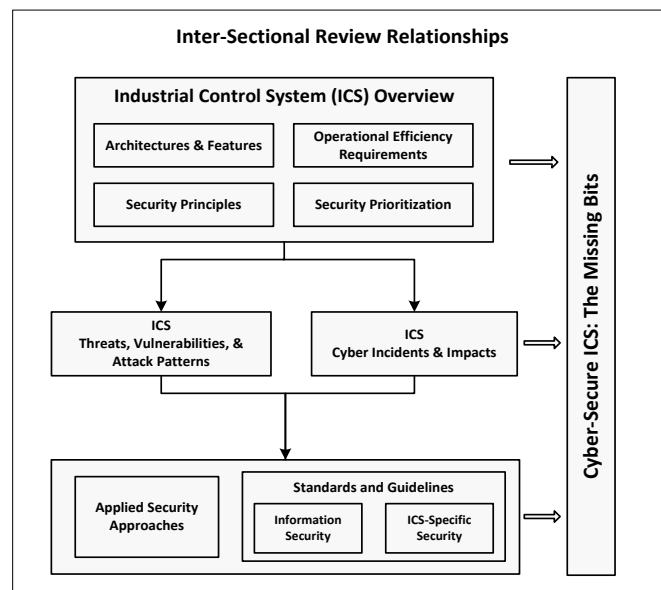 Inter-Sectional Review Relationships
Industrial Control System (ICS) Overview
Architectures & Features
Operational Efficiency
Requirements
Security Principles
Security Prioritization
ICS
Threats, Vulnerabilities, &
Attack Patterns
ICS
Cyber Incidents & Impacts
Applied Security
Approaches
Standards and Guidelines
Information
Security
ICS-Specific
Security
Cyber-Secure ICS: The Missing Bits